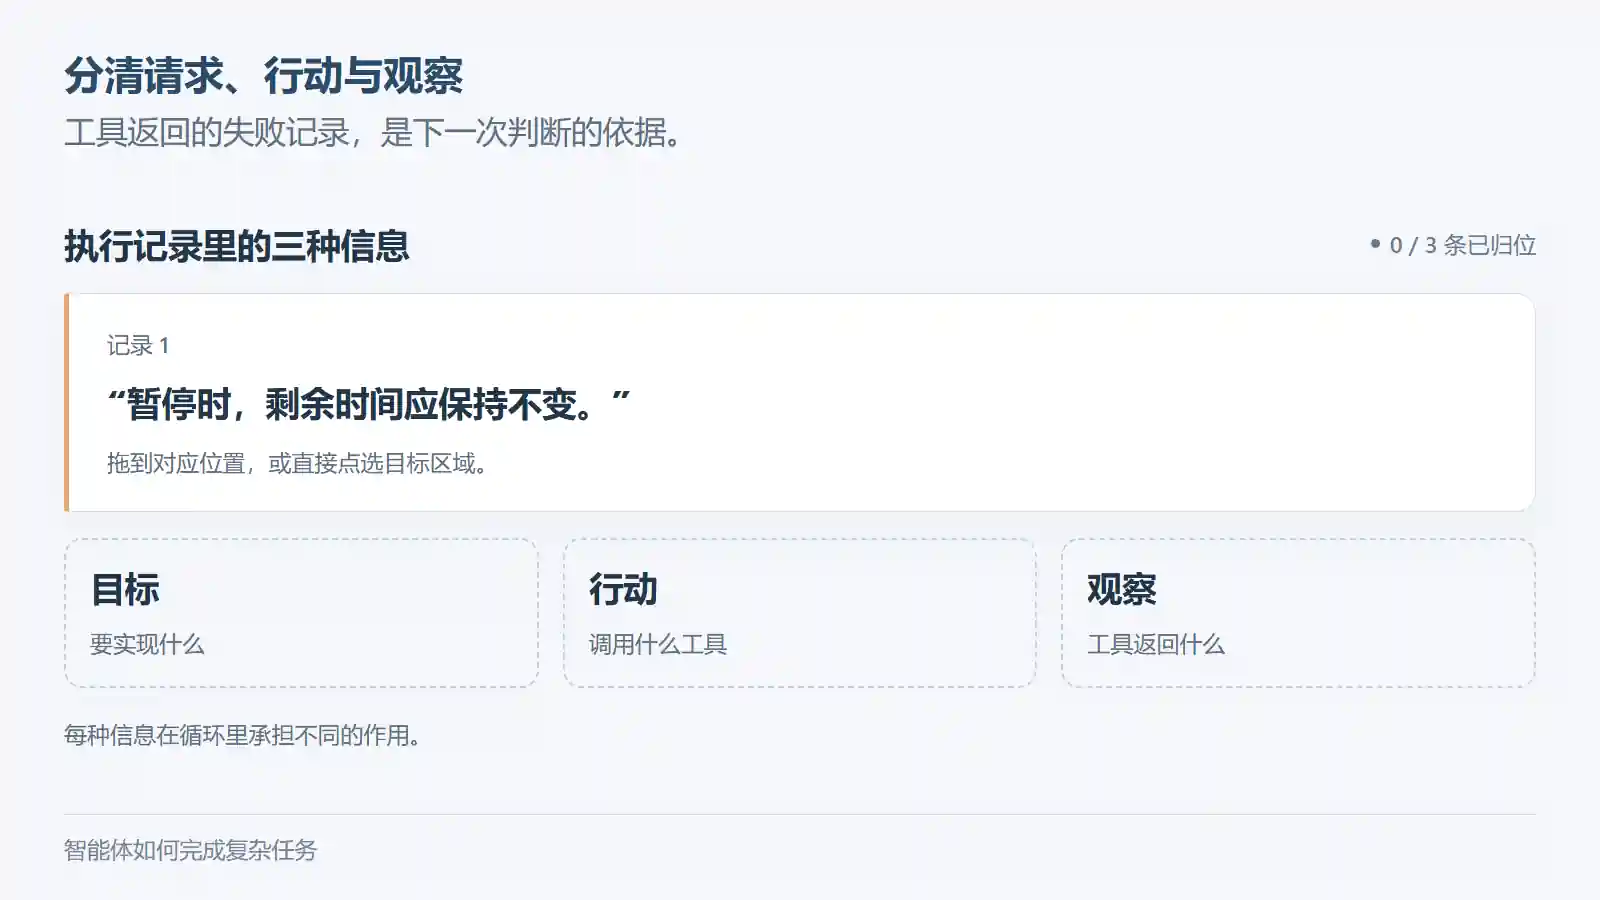 分清请求、行动与观察
工具返回的失败记录，是下一次判断的依据。
执行记录里的三种信息
• 0 / 3 条已归位
记录 1
“暂停时，剩余时间应保持不变。”
拖到对应位置，或直接点选目标区域。
目标
要实现什么
行动
调用什么工具
观察
工具返回什么
每种信息在循环里承担不同的作用。
智能体如何完成复杂任务